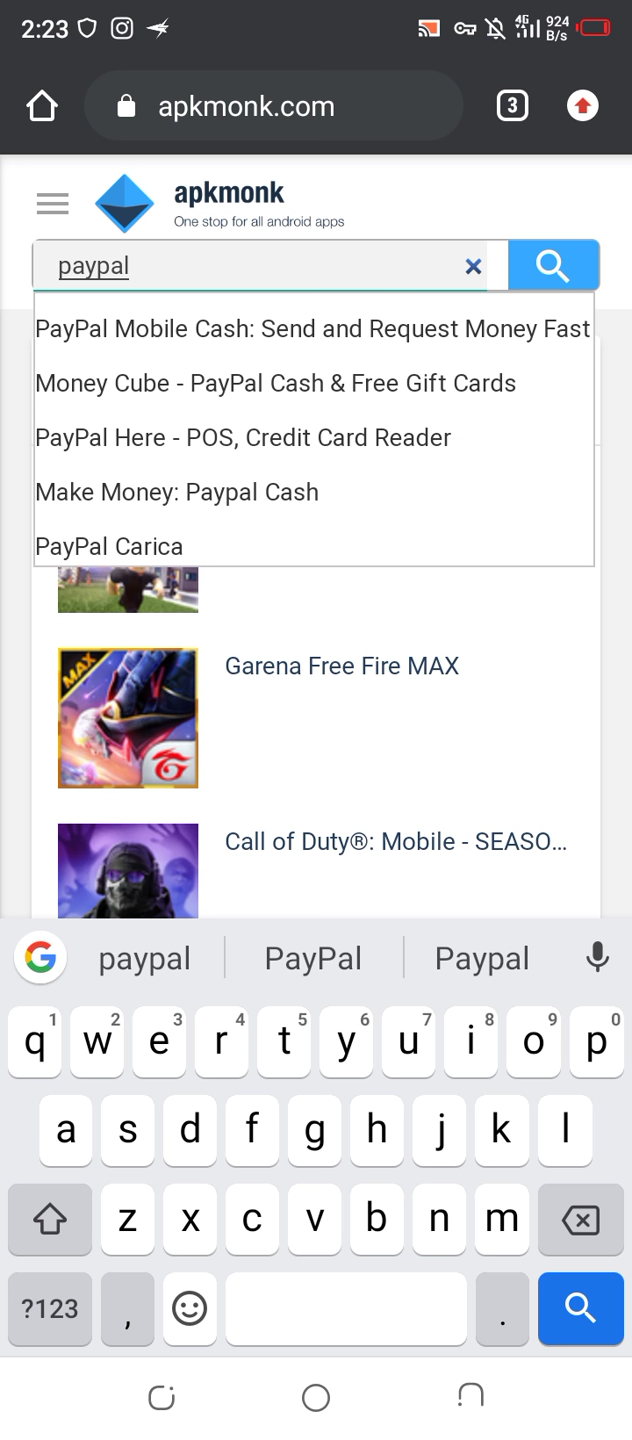 2:23 4G 924 B/s
apkmonk.com 3
apkmonk
One stop for all android apps
paypal
PayPal Mobile Cash: Send and Request Money Fast
Money Cube - PayPal Cash & Free Gift Cards
PayPal Here - POS, Credit Card Reader
Make Money: Paypal Cash
PayPal Carica
MAX
Garena Free Fire MAX
Call of Duty®: Mobile - SEASO...
paypal PayPal Paypal
q1 w2 e3 r4 t5 y6 u7 i8 o9 p0
a s d f g h j k l
z x c v b n m
?123 , .